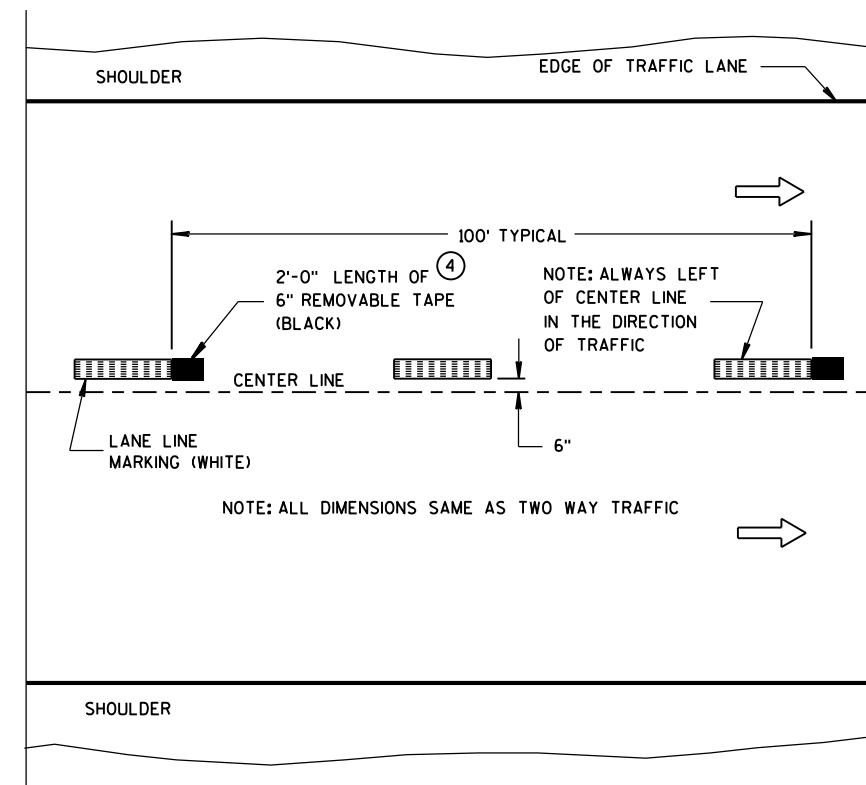 SHOULDER
EDGE OF TRAFFIC LANE
100' TYPICAL
2'-0" LENGTH OF 4
6" REMOVABLE TAPE
(BLACK)
NOTE: ALWAYS LEFT
OF CENTER LINE
IN THE DIRECTION
OF TRAFFIC
CENTER LINE
LANE LINE
MARKING (WHITE)
6"
NOTE: ALL DIMENSIONS SAME AS TWO WAY TRAFFIC
SHOULDER